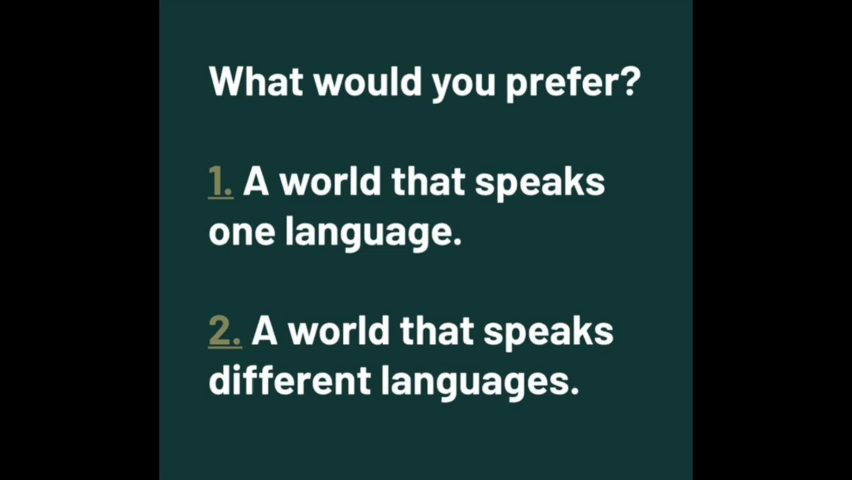 What would you prefer?
1. A world that speaks
one language.
2. A world that speaks
different languages.